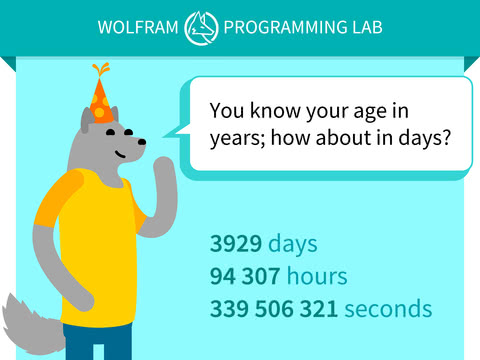 WOLFRAM PROGRAMMING LAB
You know your age in
years; how about in days?
3929 days
94 307 hours
339 506 321 seconds